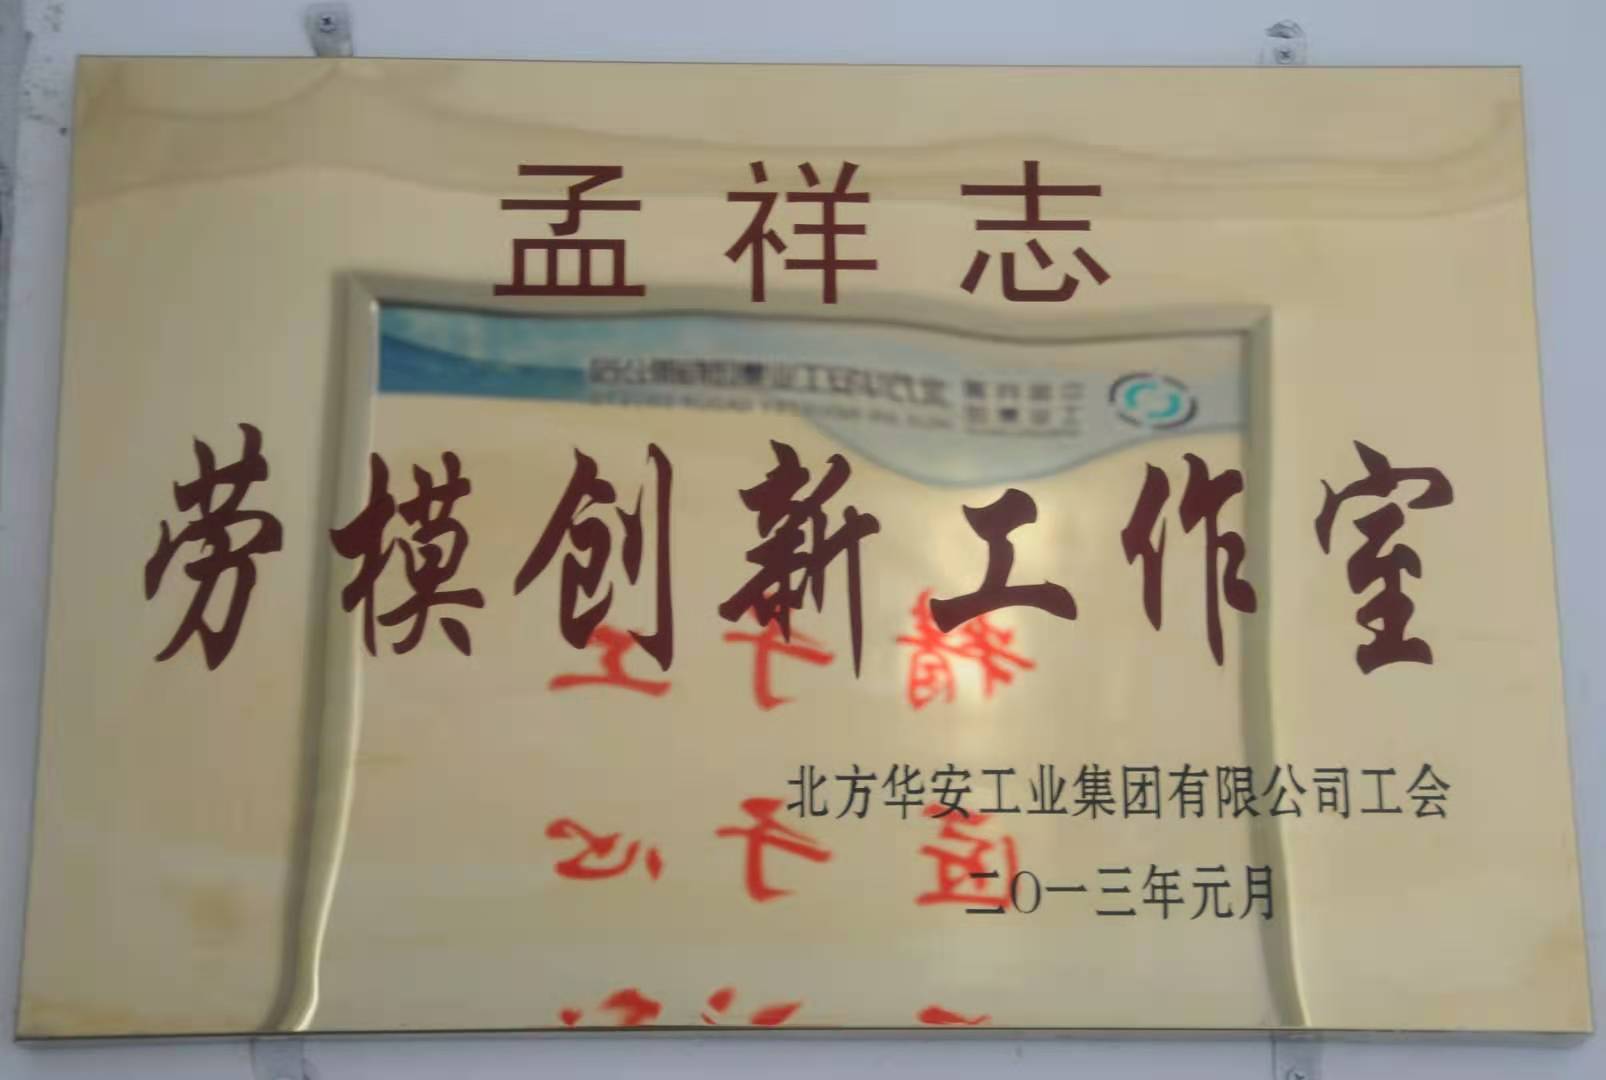 孟祥志
劳模创新工作室
北方华安工业集团有限公司工会
二〇一三年元月